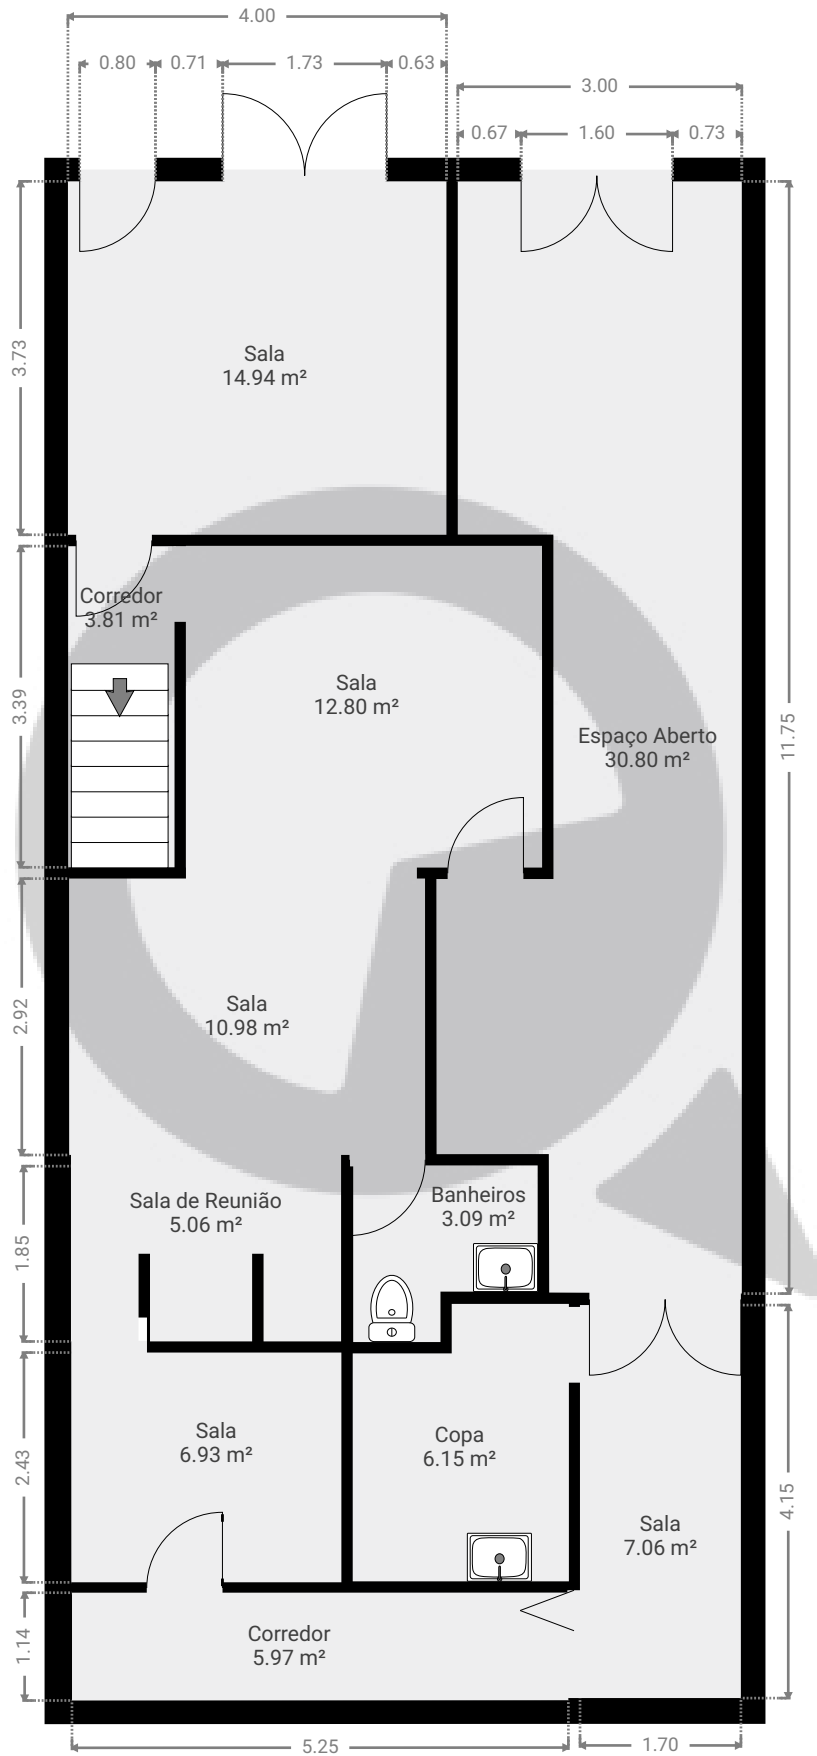 4.00
0.80
0.71
1.73
0.63
3.00
0.67
1.60
0.73
3.73
Sala
14.94 m²
Corredor
3.81 m²
3.39
Sala
12.80 m²
Espaço Aberto
30.80 m²
11.75
2.92
Sala
10.98 m²
Sala de Reunião
5.06 m²
Banheiros
3.09 m²
1.85
Sala
6.93 m²
Copa
6.15 m²
2.43
Sala
7.06 m²
4.15
Corredor
5.97 m²
1.14
5.25
1.70